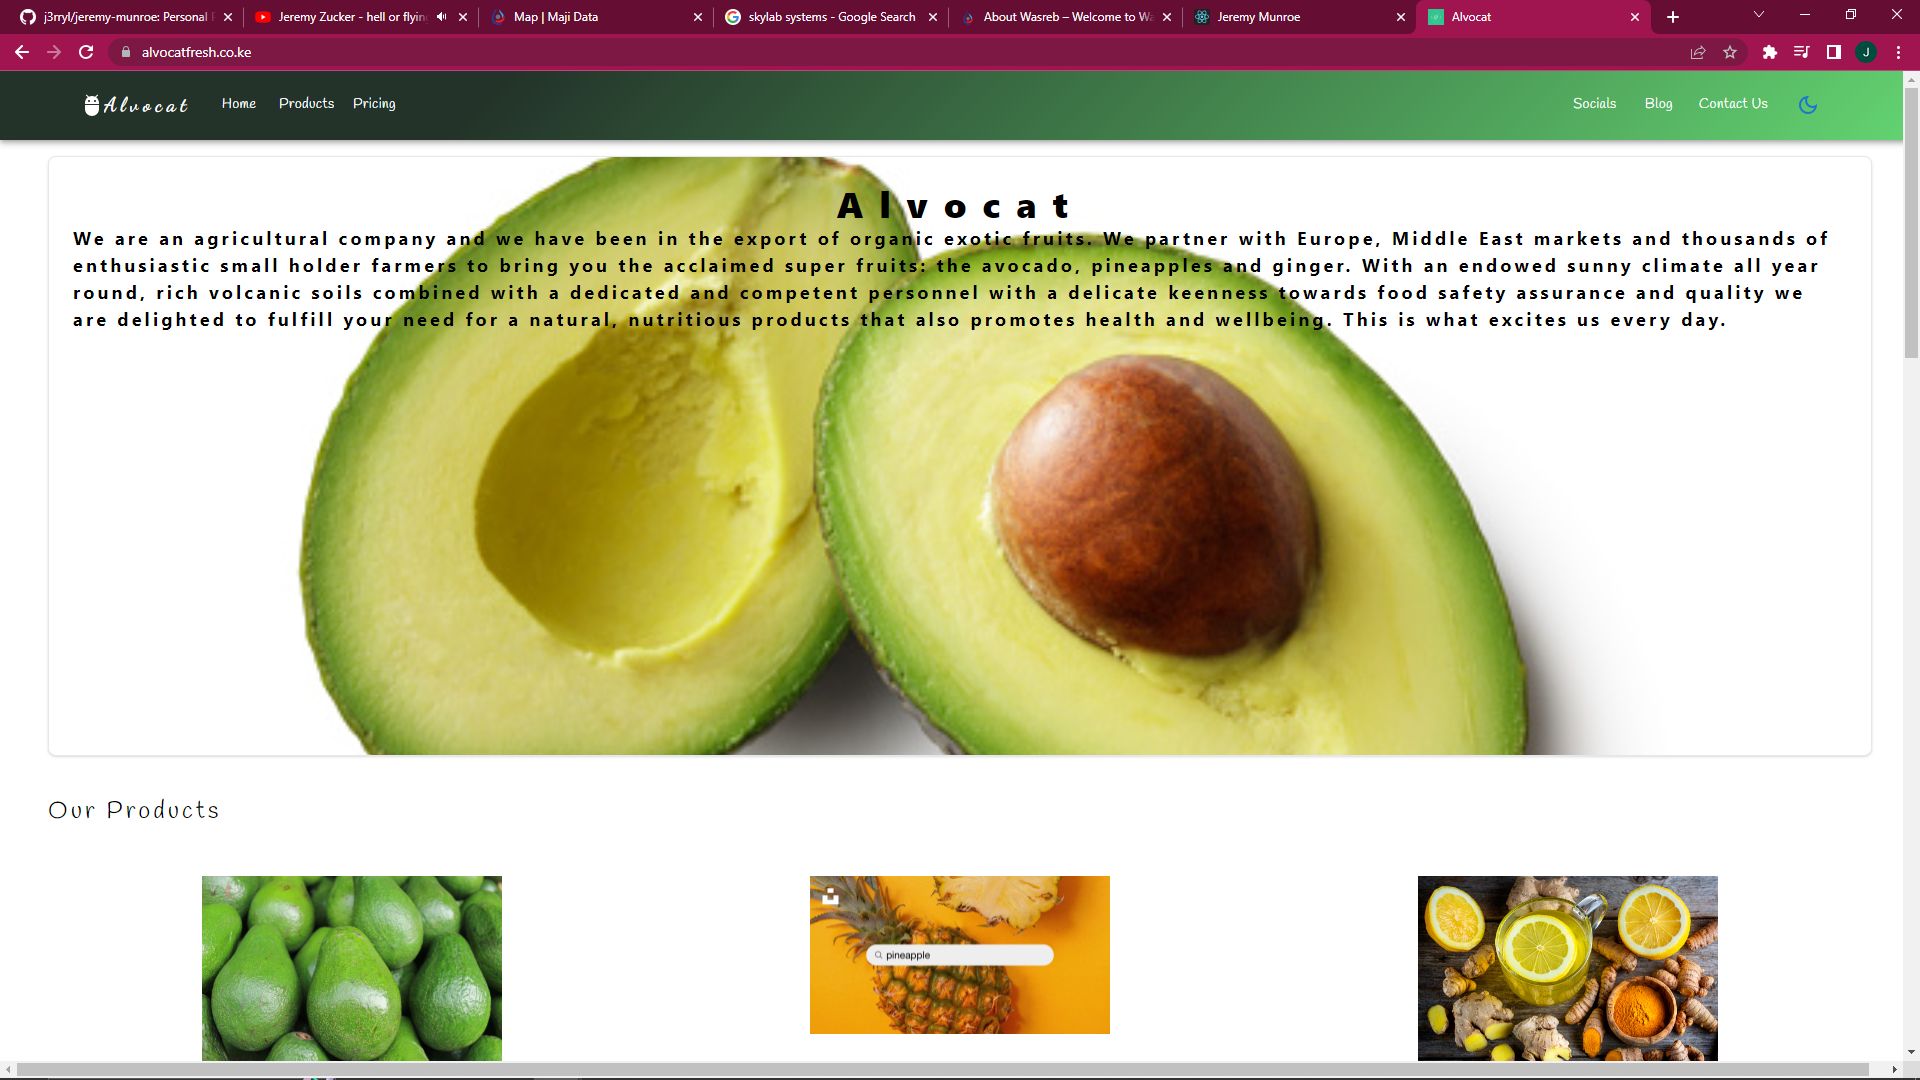 j3rryl/jeremy-munroe: Personal
Jeremy Zucker - hell or flying
Map | Maji Data
skylab systems - Google Search
About Wasreb – Welcome to Wa
Jeremy Munroe
Alvocat
alvocatfresh.co.ke
J
Alvocat
Home
Products
Pricing
Socials
Blog
Contact Us
Alvocat
We are an agricultural company and we have been in the export of organic exotic fruits. We partner with Europe, Middle East markets and thousands of
enthusiastic small holder farmers to bring you the acclaimed super fruits: the avocado, pineapples and ginger. With an endowed sunny climate all year
round, rich volcanic soils combined with a dedicated and competent personnel with a delicate keenness towards food safety assurance and quality we
are delighted to fulfill your need for a natural, nutritious products that also promotes health and wellbeing. This is what excites us every day.
Our Products
pineapple